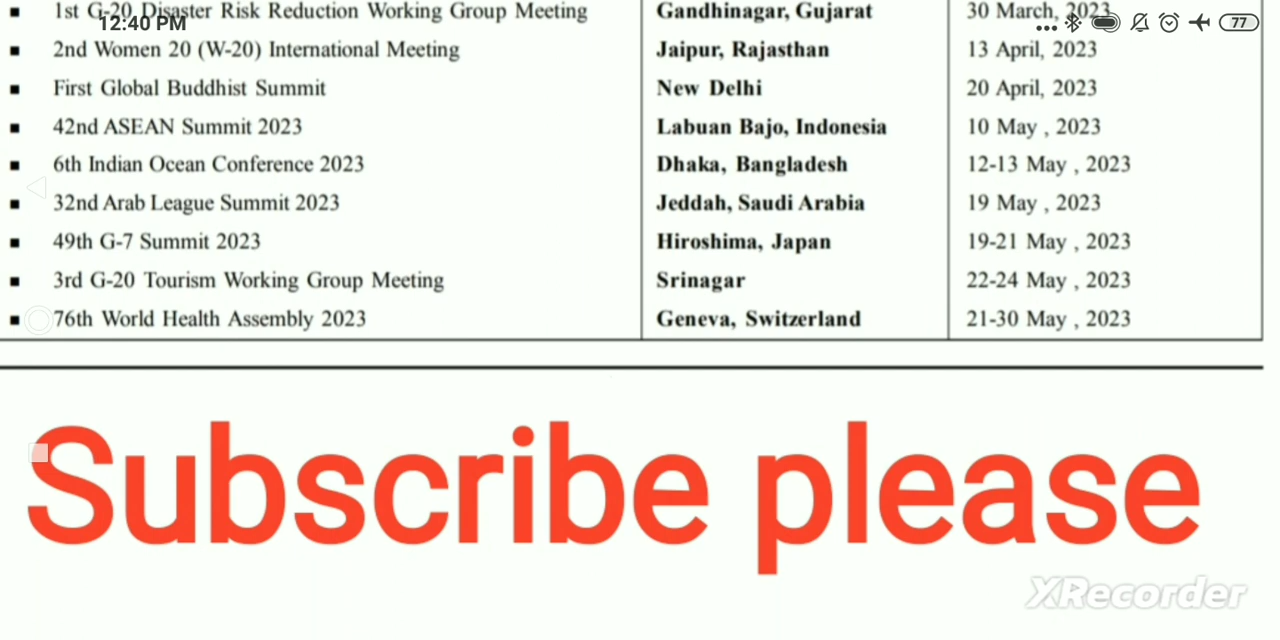 ▪ 1st G-20 Disaster Risk Reduction Working Group Meeting Gandhinagar, Gujarat 30 March, 2023
12:40 PM 77
▪ 2nd Women 20 (W-20) International Meeting Jaipur, Rajasthan 13 April, 2023
▪ First Global Buddhist Summit New Delhi 20 April, 2023
▪ 42nd ASEAN Summit 2023 Labuan Bajo, Indonesia 10 May , 2023
▪ 6th Indian Ocean Conference 2023 Dhaka, Bangladesh 12-13 May , 2023
▪ 32nd Arab League Summit 2023 Jeddah, Saudi Arabia 19 May , 2023
▪ 49th G-7 Summit 2023 Hiroshima, Japan 19-21 May , 2023
▪ 3rd G-20 Tourism Working Group Meeting Srinagar 22-24 May , 2023
▪ 76th World Health Assembly 2023 Geneva, Switzerland 21-30 May , 2023
Subscribe please
XRecorder